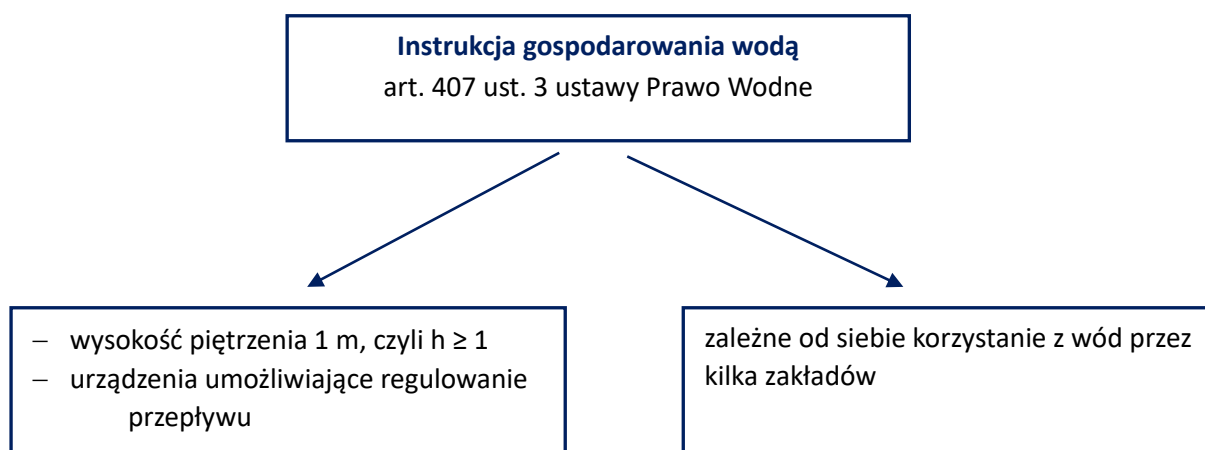 Instrukcja gospodarowania wodą
art. 407 ust. 3 ustawy Prawo Wodne
– wysokość piętrzenia 1 m, czyli h ≥ 1
– urządzenia umożliwiające regulowanie
przepływu
zależne od siebie korzystanie z wód przez
kilka zakładów